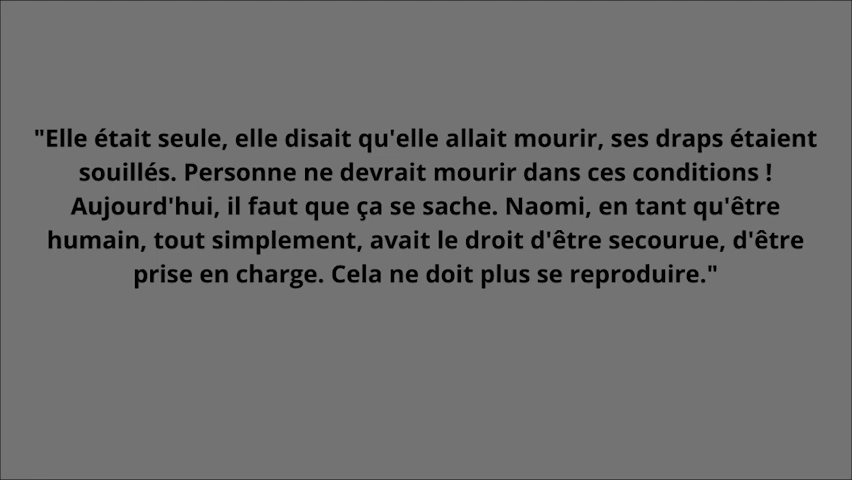 "Elle était seule, elle disait qu'elle allait mourir, ses draps étaient
souillés. Personne ne devrait mourir dans ces conditions !
Aujourd'hui, il faut que ça se sache. Naomi, en tant qu'être
humain, tout simplement, avait le droit d'être secourue, d'être
prise en charge. Cela ne doit plus se reproduire."